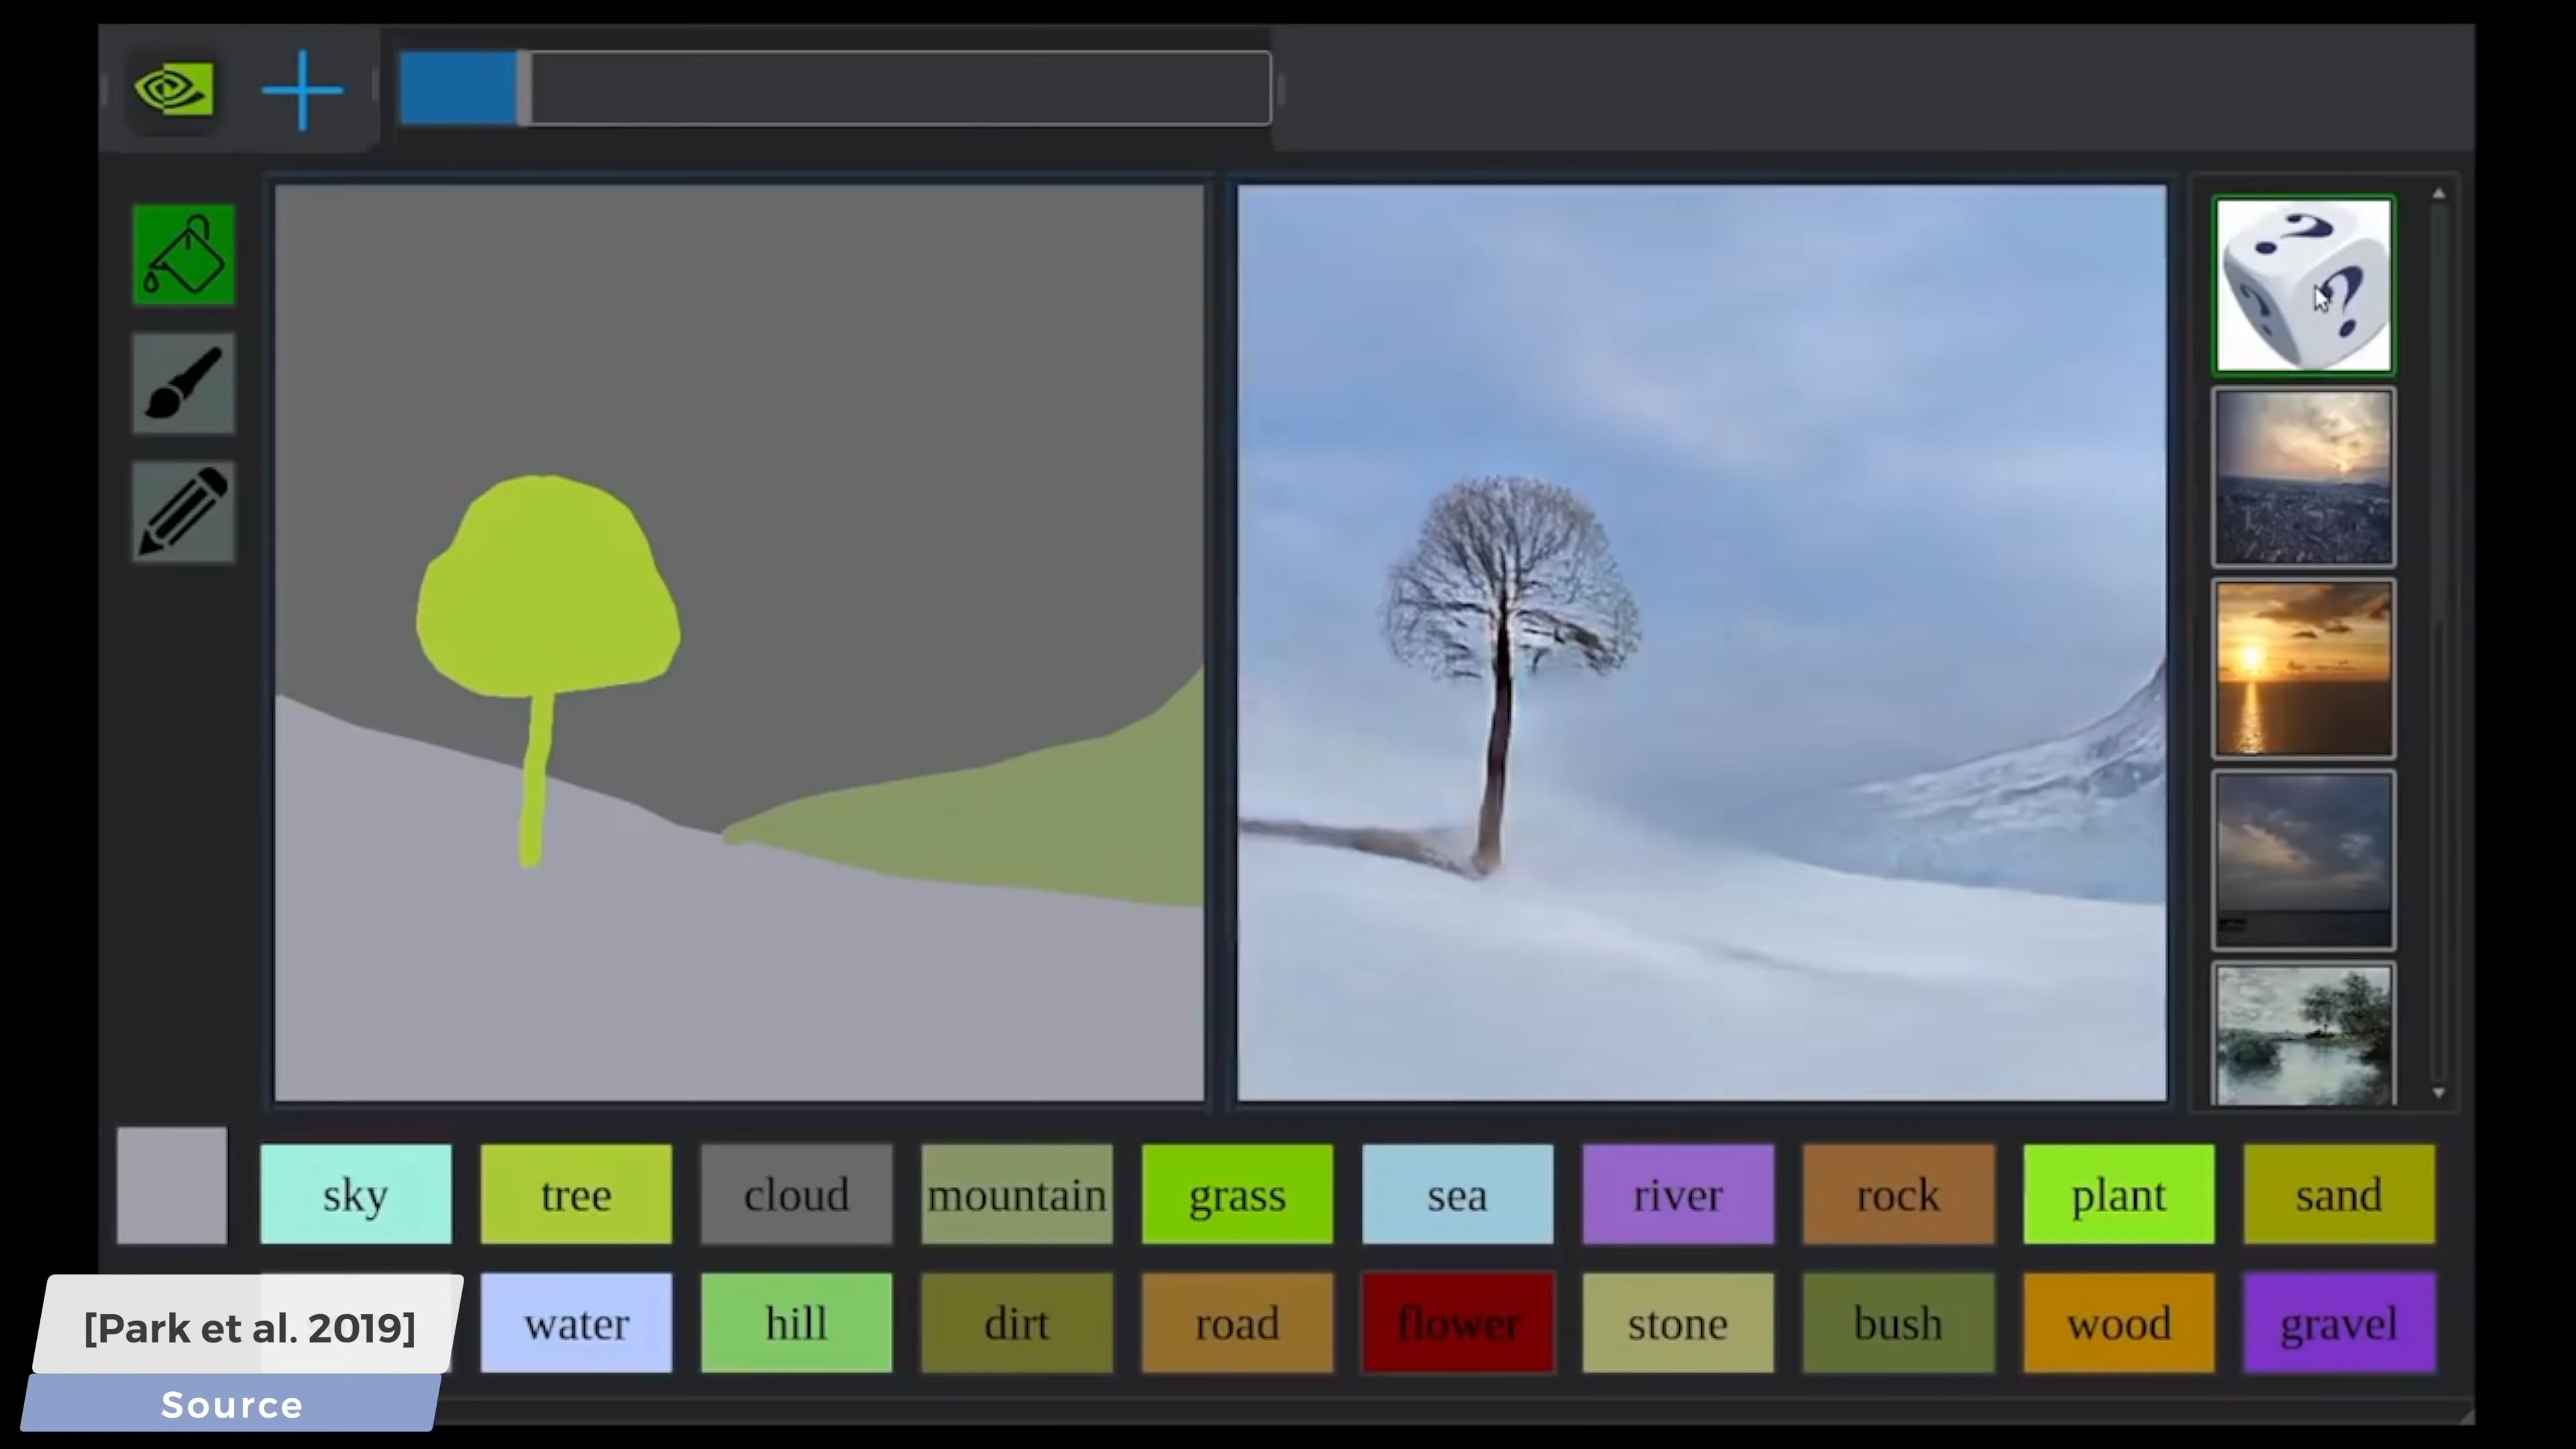 sky tree cloud mountain grass sea river rock plant sand
water hill dirt road flower stone bush wood gravel
[Park et al. 2019]
Source